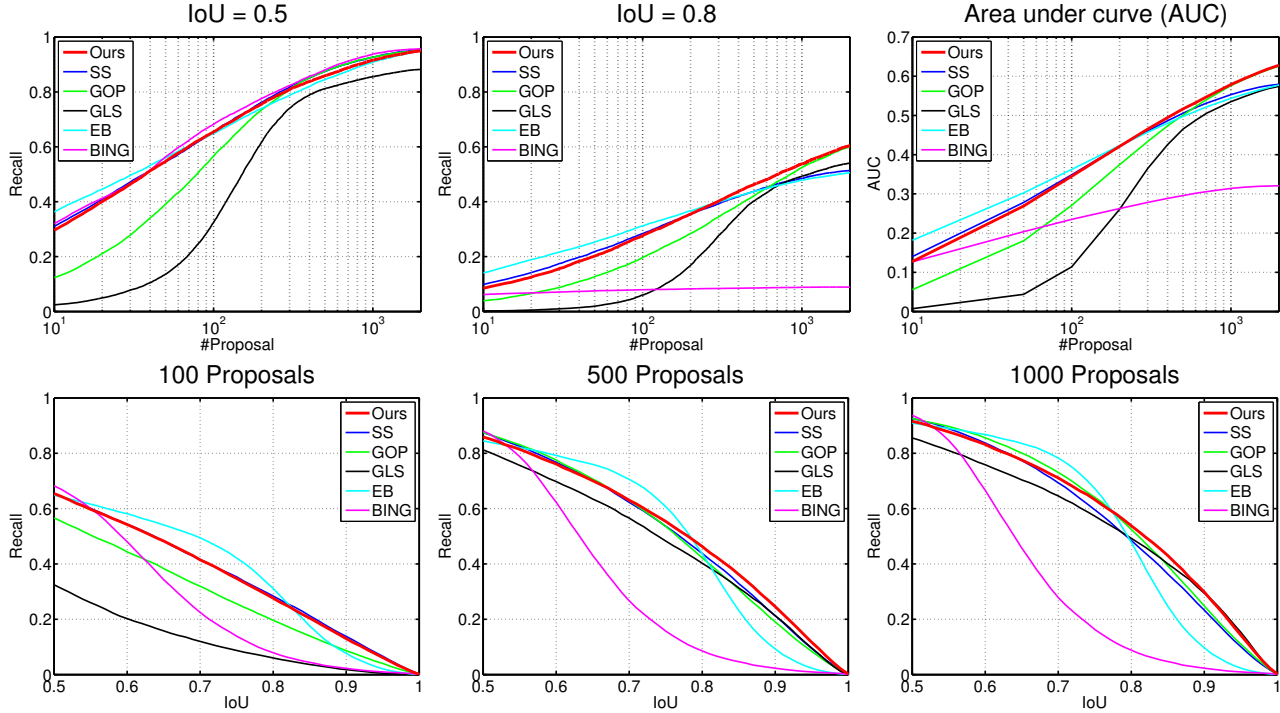 IoU = 0.5
1
0.8
0.6
0.4
0.2
0
Recall
Ours
SS
GOP
GLS
EB
BING
10^1
10^2
10^3
#Proposal
IoU = 0.8
1
0.8
0.6
0.4
0.2
0
Recall
Ours
SS
GOP
GLS
EB
BING
10^1
10^2
10^3
#Proposal
Area under curve (AUC)
0.7
0.6
0.5
0.4
0.3
0.2
0.1
0
AUC
Ours
SS
GOP
GLS
EB
BING
10^1
10^2
10^3
#Proposal
100 Proposals
1
0.8
0.6
0.4
0.2
0
Recall
Ours
SS
GOP
GLS
EB
BING
0.5 0.6 0.7 0.8 0.9 1
IoU
500 Proposals
1
0.8
0.6
0.4
0.2
0
Recall
Ours
SS
GOP
GLS
EB
BING
0.5 0.6 0.7 0.8 0.9 1
IoU
1000 Proposals
1
0.8
0.6
0.4
0.2
0
Recall
Ours
SS
GOP
GLS
EB
BING
0.5 0.6 0.7 0.8 0.9 1
IoU